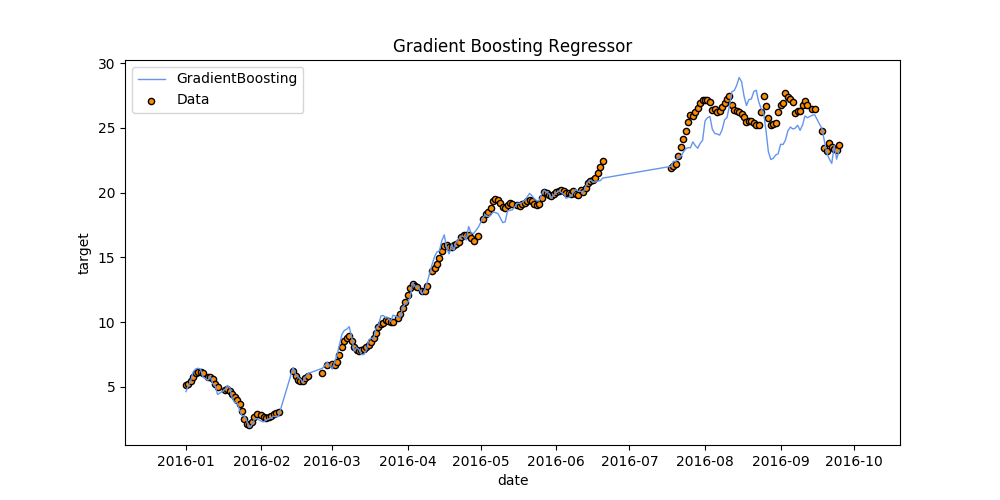 Gradient Boosting Regressor
GradientBoosting
Data
target
30
25
20
15
10
5
2016-01 2016-02 2016-03 2016-04 2016-05 2016-06 2016-07 2016-08 2016-09 2016-10
date